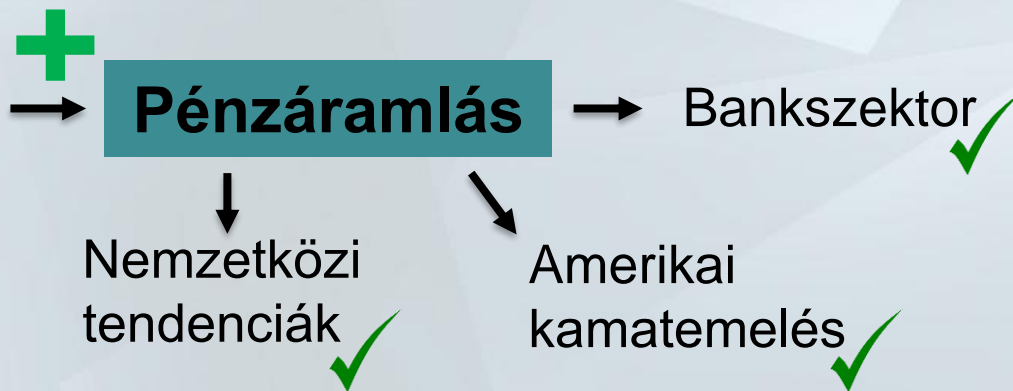 Pénzáramlás
Bankszektor
Nemzetközi
tendenciák
Amerikai
kamatemelés